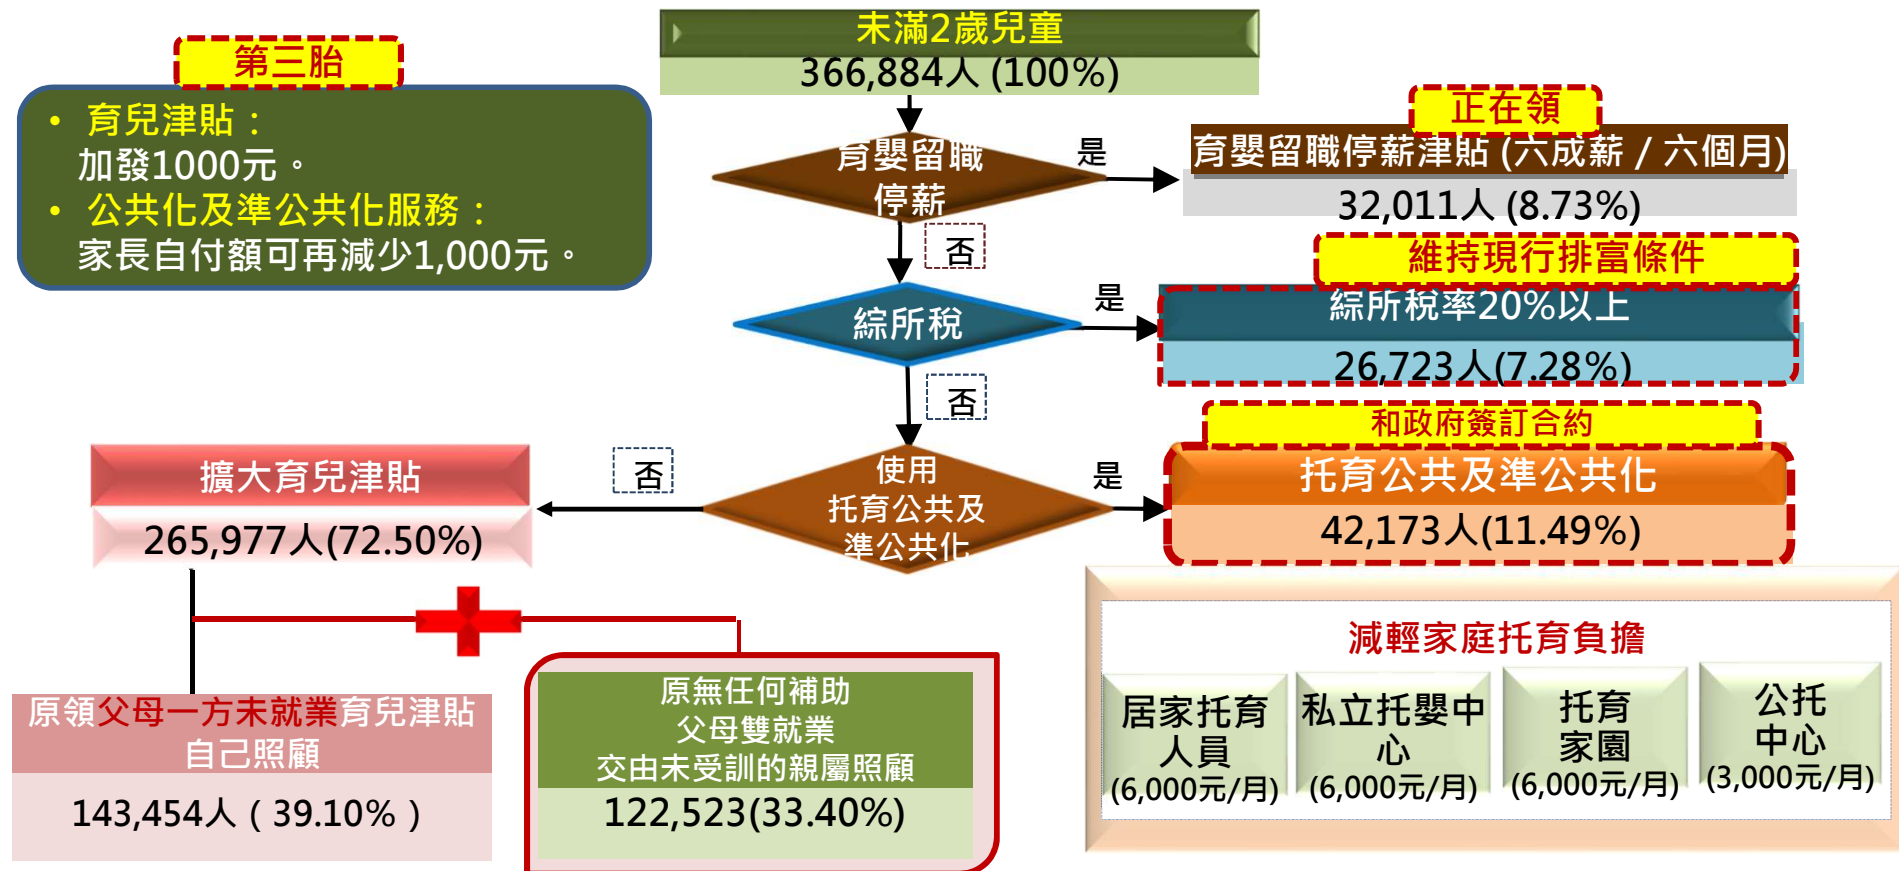 未滿2歲兒童
366,884人 (100%)
第三胎
• 育兒津貼：
加發1000元。
• 公共化及準公共化服務：
家長自付額可再減少1,000元。
育嬰留職
停薪
是
正在領
育嬰留職停薪津貼 (六成薪 / 六個月)
32,011人 (8.73%)
否
綜所稅
是
維持現行排富條件
綜所稅率20%以上
26,723人(7.28%)
否
使用
托育公共及
準公共化
是
和政府簽訂合約
托育公共及準公共化
42,173人(11.49%)
否
擴大育兒津貼
265,977人(72.50%)
原領父母一方未就業育兒津貼
自己照顧
143,454人 ( 39.10% )
原無任何補助
父母雙就業
交由未受訓的親屬照顧
122,523(33.40%)
減輕家庭托育負擔
居家托育
人員
(6,000元/月)
私立托嬰中
心
(6,000元/月)
托育
家園
(6,000元/月)
公托
中心
(3,000元/月)